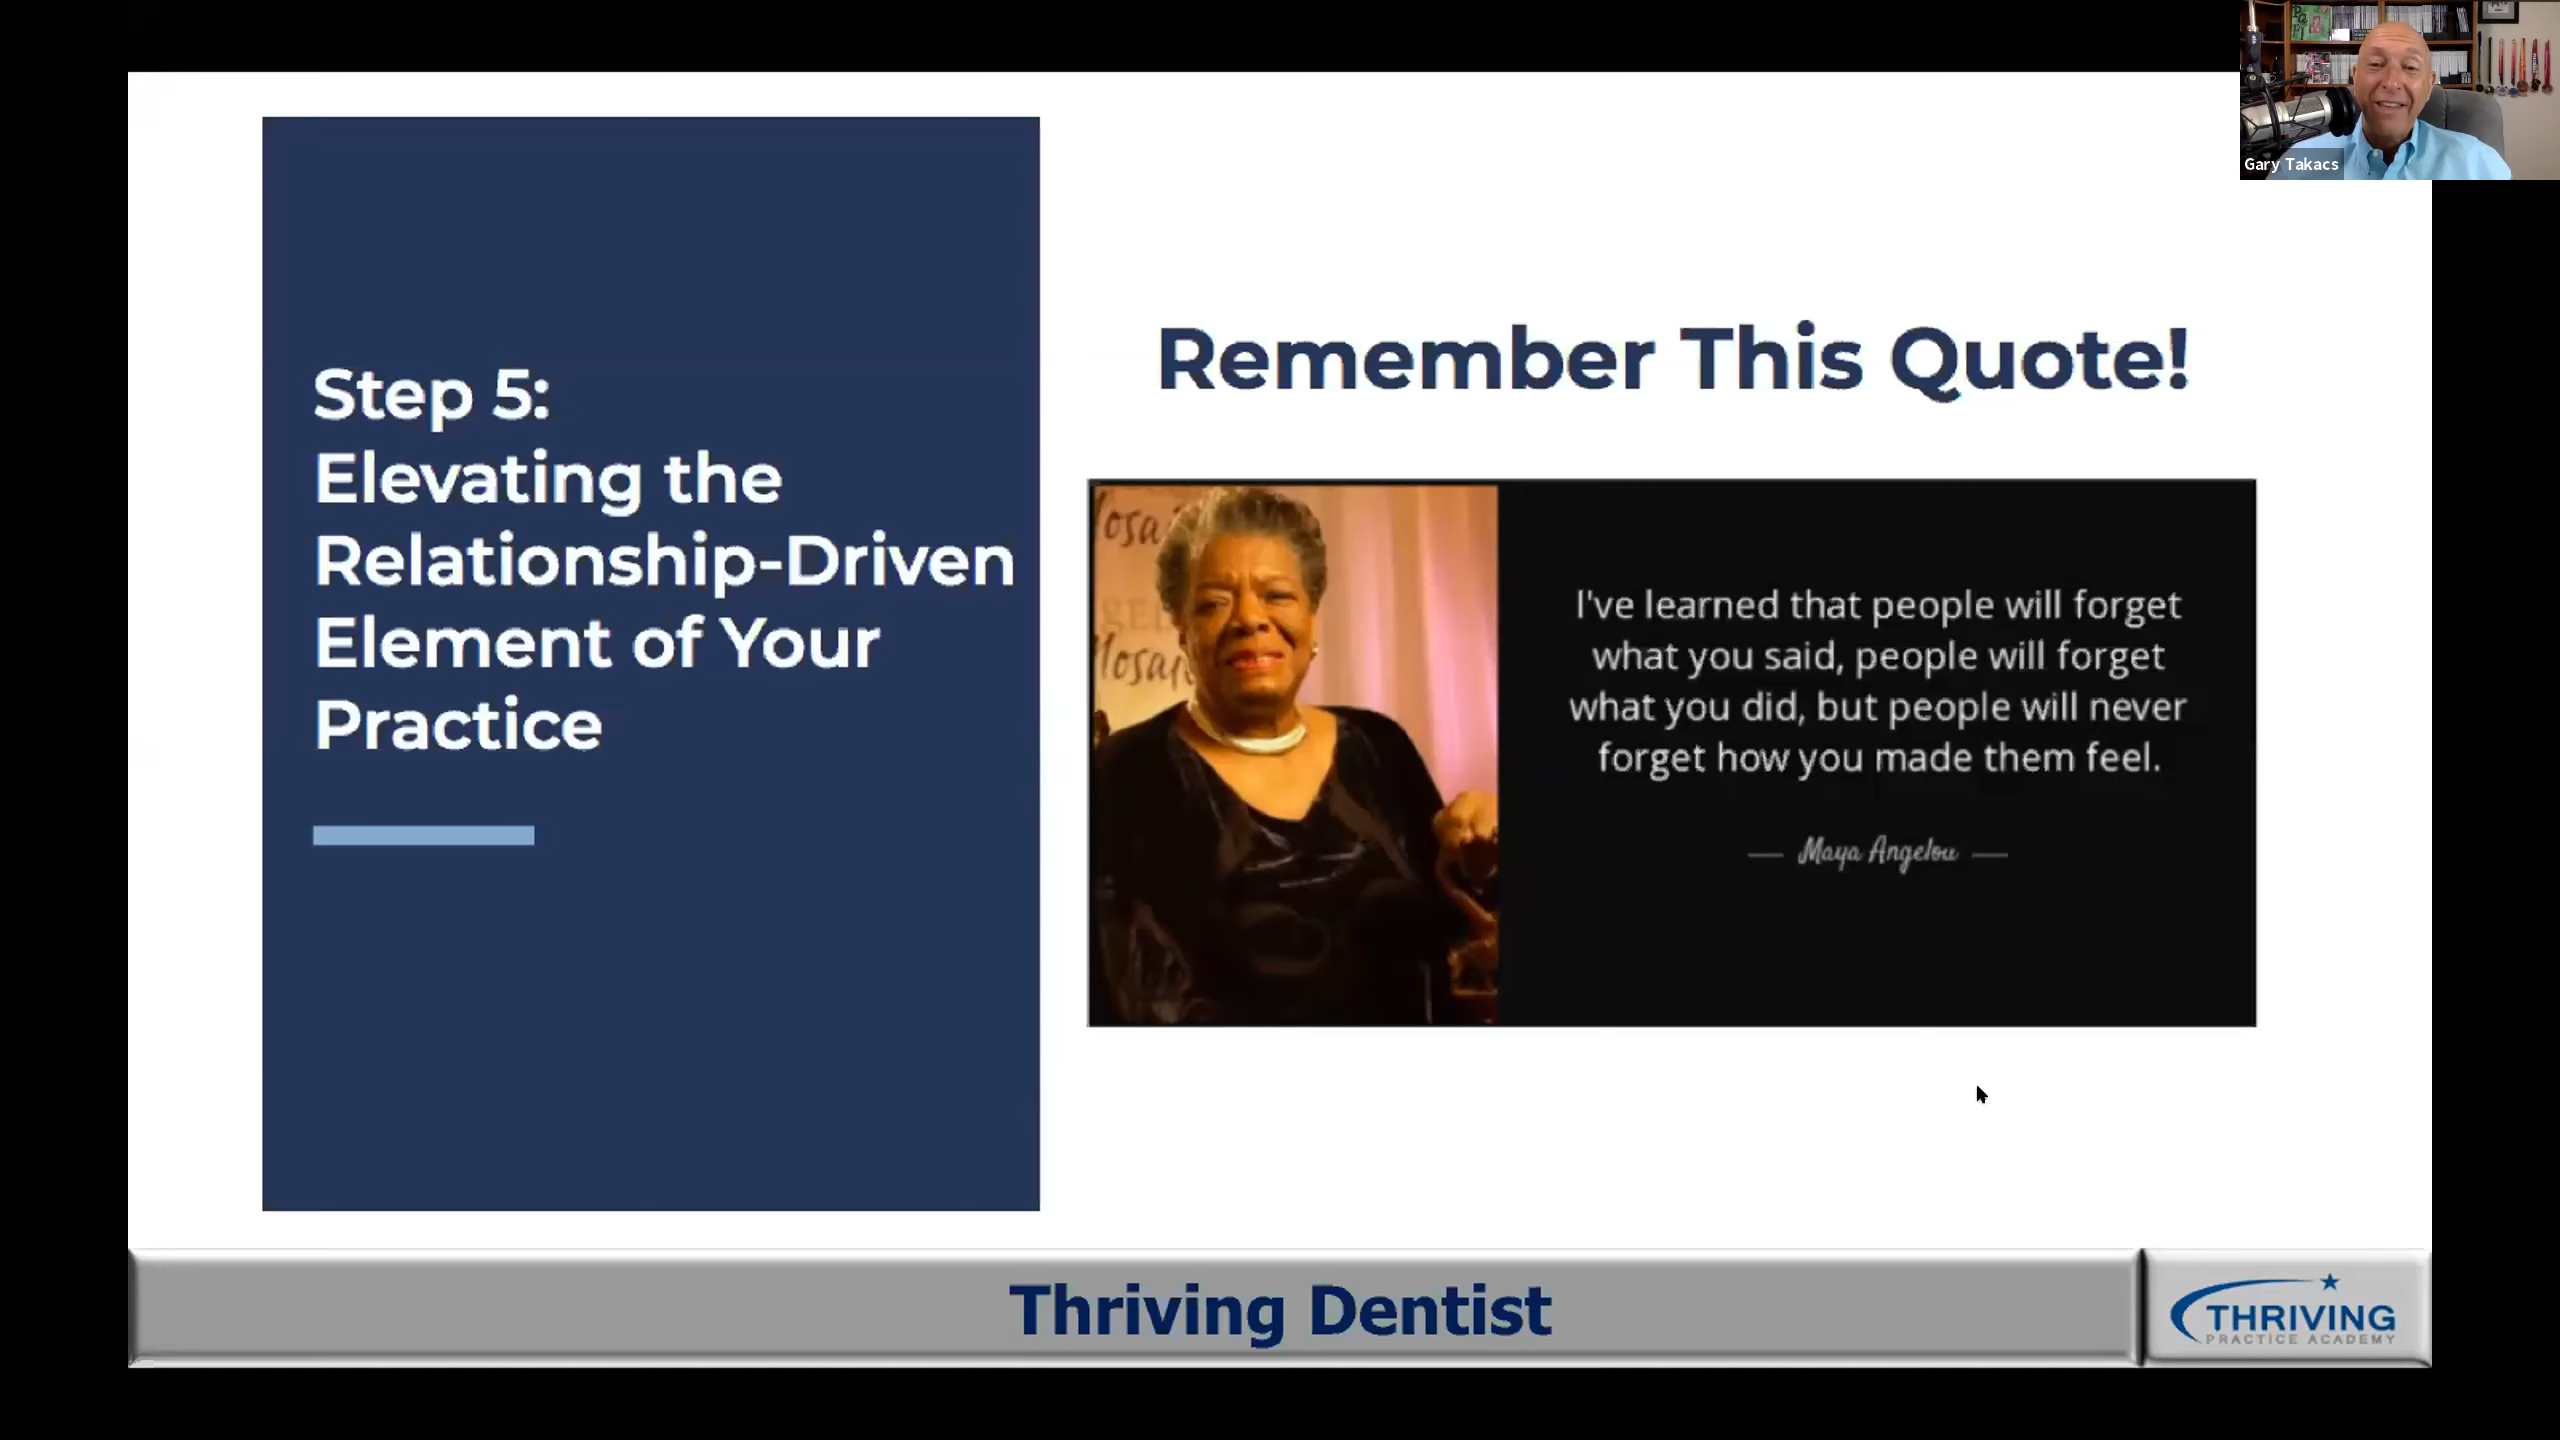 Gary Takacs
Step 5:
Elevating the
Relationship-Driven
Element of Your
Practice
Remember This Quote!
I've learned that people will forget
what you said, people will forget
what you did, but people will never
forget how you made them feel.
— Maya Angelou —
Thriving Dentist
THRIVING
PRACTICE ACADEMY